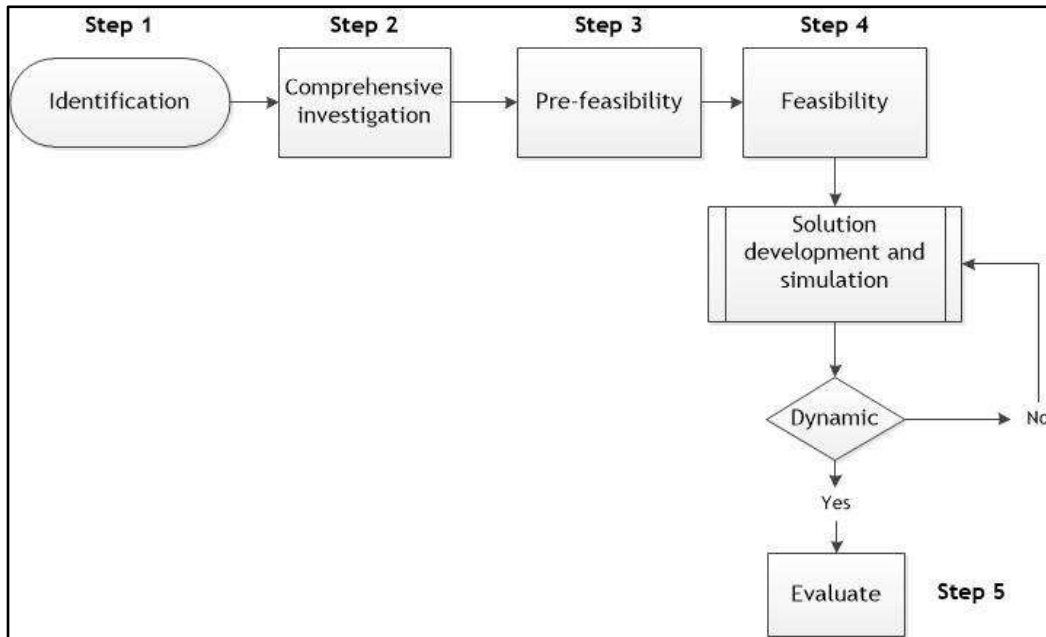 Step 1
Step 2
Step 3
Step 4
Identification
Comprehensive
investigation
Pre-feasibility
Feasibility
Solution
development and
simulation
Dynamic
No
Yes
Evaluate
Step 5